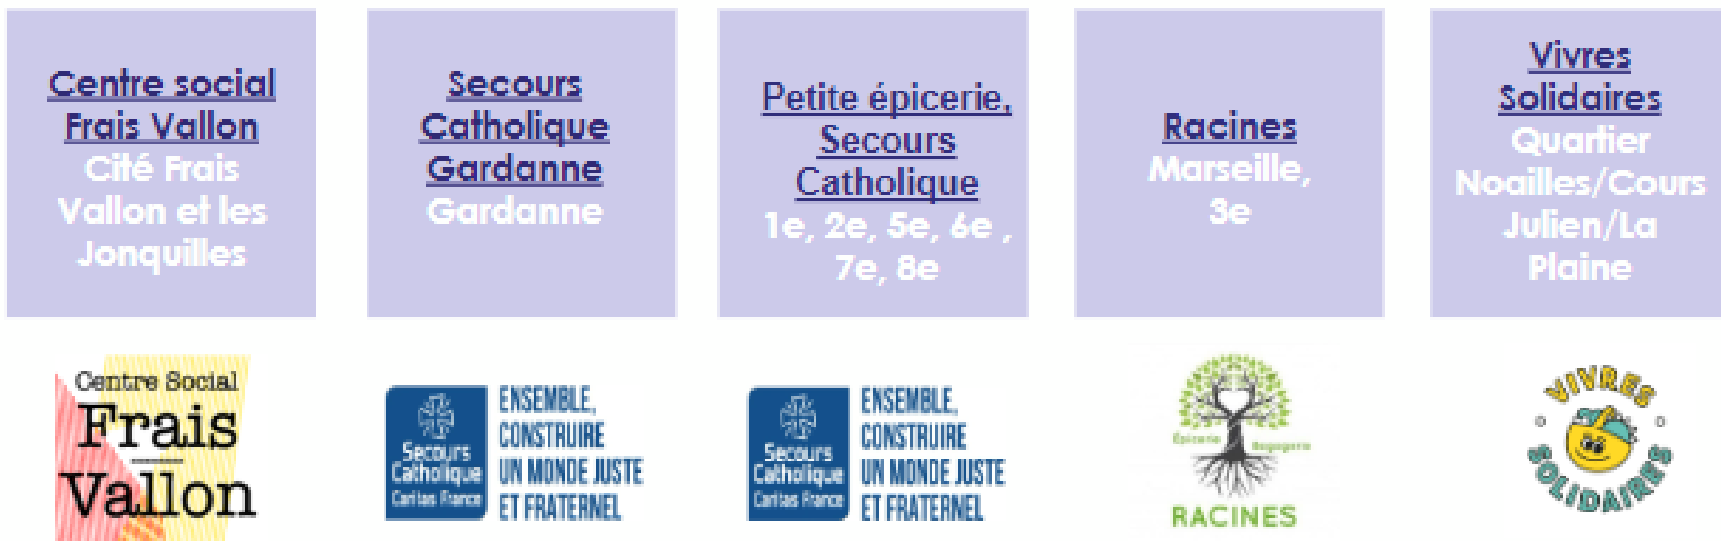 Centre social
Frais Vallon
Cité Frais
Vallon et les
Jonquilles
Secours
Catholique
Gardanne
Gardanne
Petite épicerie,
Secours
Catholique
1e, 2e, 5e, 6e ,
7e, 8e
Racines
Marseille,
3e
Vivres
Solidaires
Quartier
Noailles/Cours
Julien/La
Plaine
Centre Social
Frais
Vallon
Secours
Catholique
Caritas France
ENSEMBLE,
CONSTRUIRE
UN MONDE JUSTE
ET FRATERNEL
Secours
Catholique
Caritas France
ENSEMBLE,
CONSTRUIRE
UN MONDE JUSTE
ET FRATERNEL
Epicerie
Bagagerie
RACINES
VIVRES
SOLIDAIRES